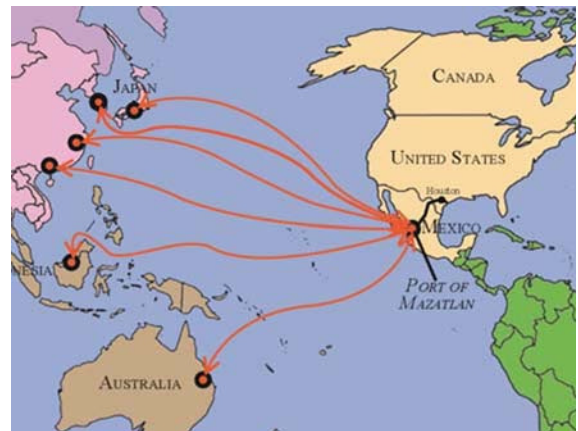 JAPAN
CANADA
UNITED STATES
Houston
MEXICO
NESIA
PORT OF
MAZATLAN
AUSTRALIA